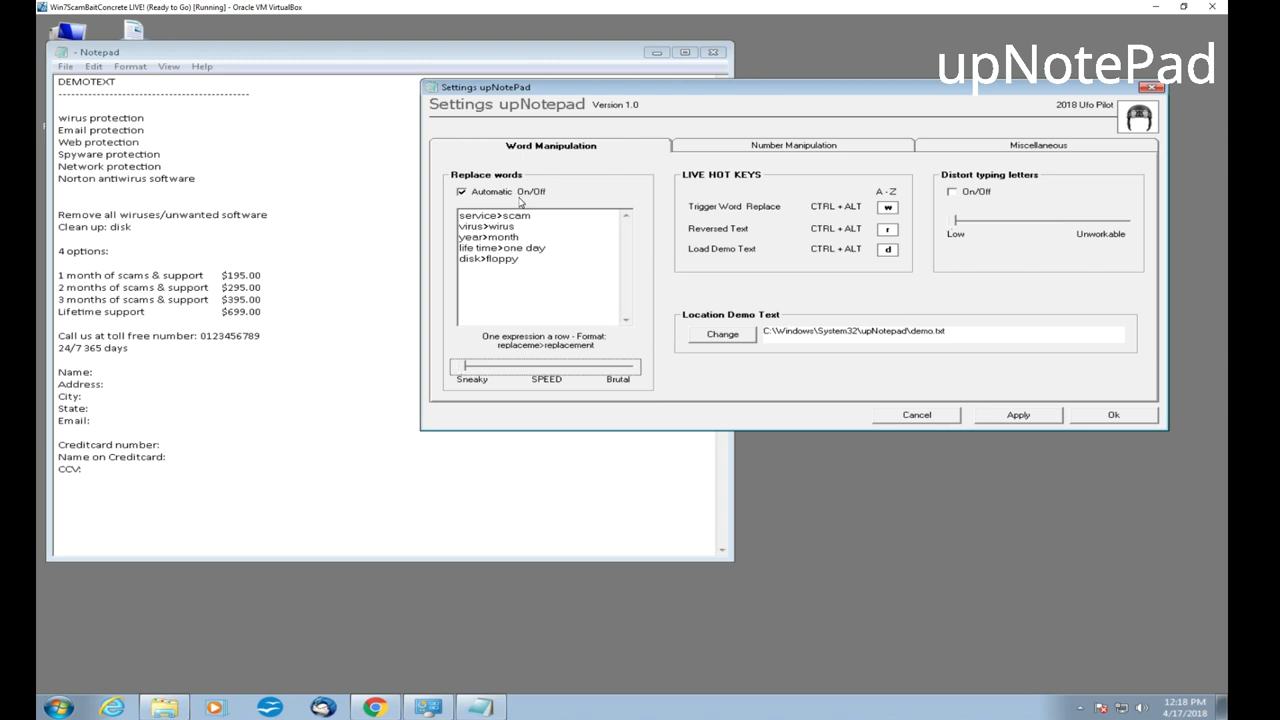 Win7ScamBaitConcrete LIVE! (Ready to Go) [Running] - Oracle VM VirtualBox
upNotePad
- Notepad
File Edit Format View Help
DEMOTEXT
--------------------------------------------
wirus protection
Email protection
Web protection
Spyware protection
Network protection
Norton antiwirus software
Remove all wiruses/unwanted software
Clean up: disk
4 options:
1 month of scams & support $195.00
2 months of scams & support $295.00
3 months of scams & support $395.00
Lifetime support $699.00
Call us at toll free number: 0123456789
24/7 365 days
Name:
Address:
City:
State:
Email:
Creditcard number:
Name on Creditcard:
CCV:
Settings upNotePad
Settings upNotepad Version 1.0
2018 Ufo Pilot
Word Manipulation
Number Manipulation
Miscellaneous
Replace words
Automatic On/Off
service>scam
virus>wirus
year>month
life time>one day
disk>floppy
One expression a row - Format:
replaceme>replacement
Sneaky SPEED Brutal
LIVE HOT KEYS
A - Z
Trigger Word Replace CTRL + ALT w
Reversed Text CTRL + ALT r
Load Demo Text CTRL + ALT d
Distort typing letters
On/Off
Low Unworkable
Location Demo Text
Change C:\Windows\System32\upNotepad\demo.txt
Cancel Apply Ok
12:18 PM
4/17/2018